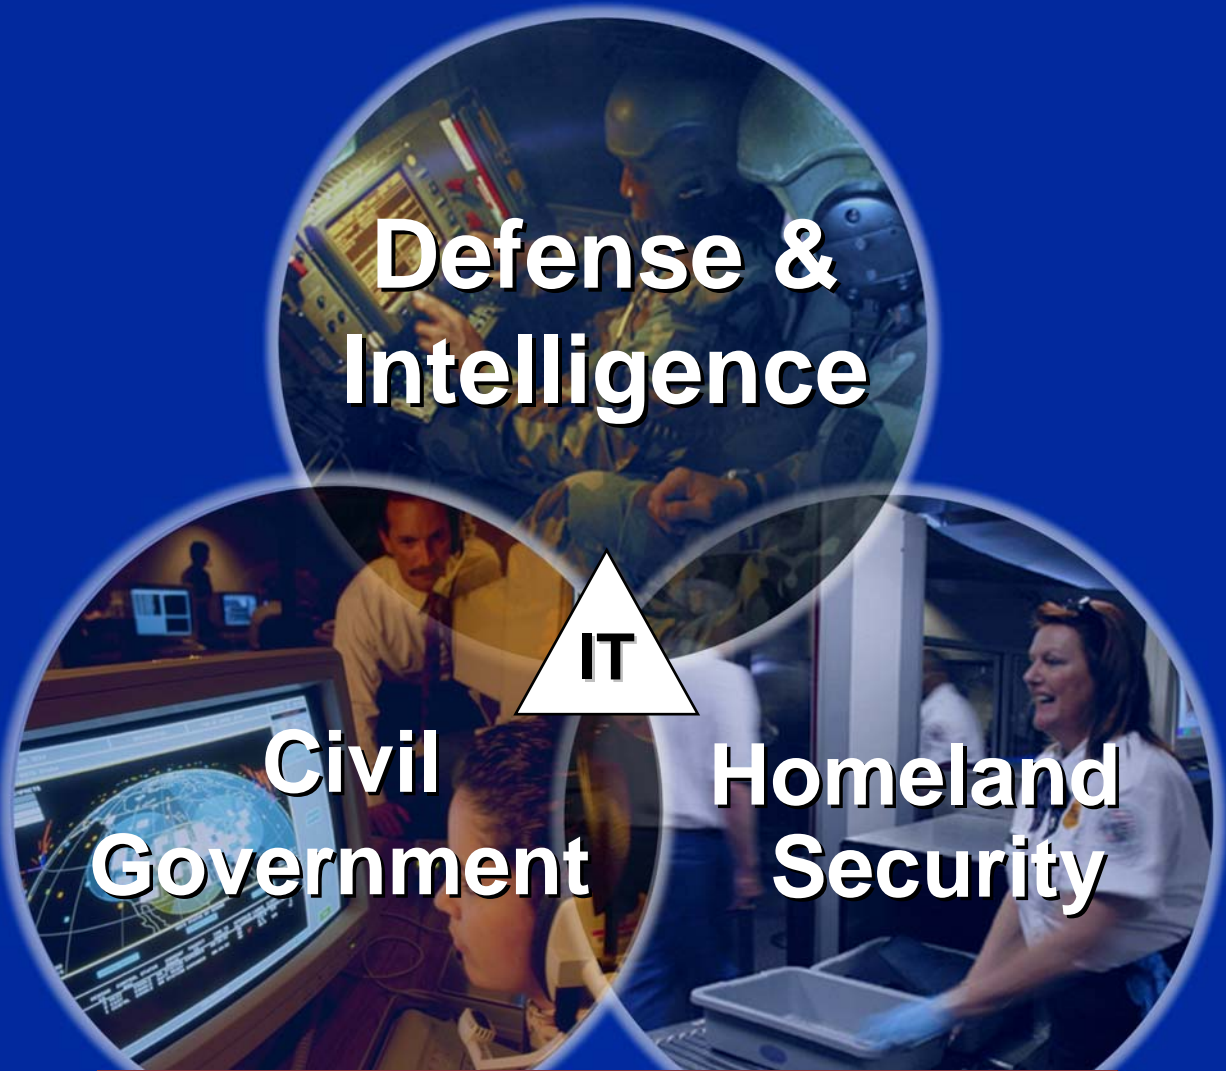 Defense &
Intelligence
IT
Civil
Government
Homeland
Security